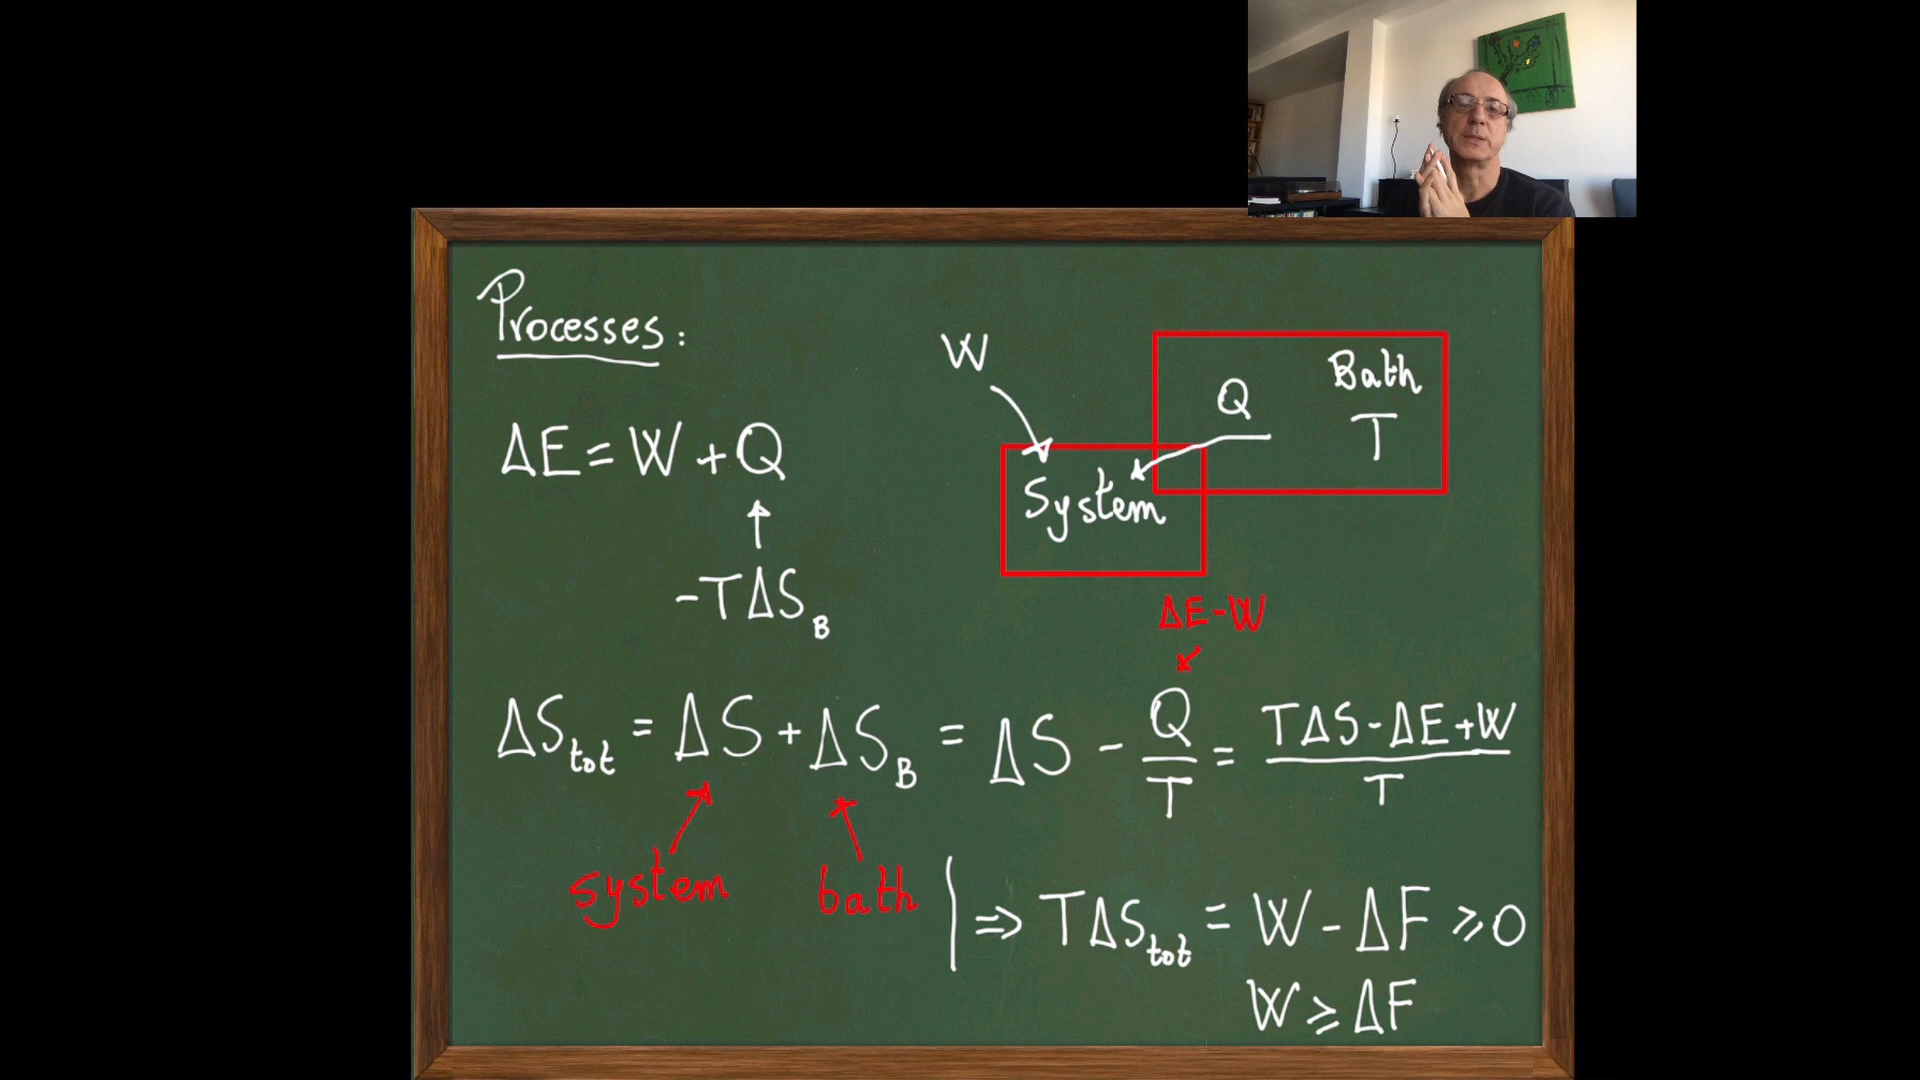 Processes:
W
Q
Bath
T
ΔE = W + Q
System
-TΔS_B
ΔE-W
ΔS_tot = ΔS + ΔS_B = ΔS - Q/T = (TΔS-ΔE+W)/T
system
bath
⇒ TΔS_tot = W - ΔF ≥ 0
W ≥ ΔF